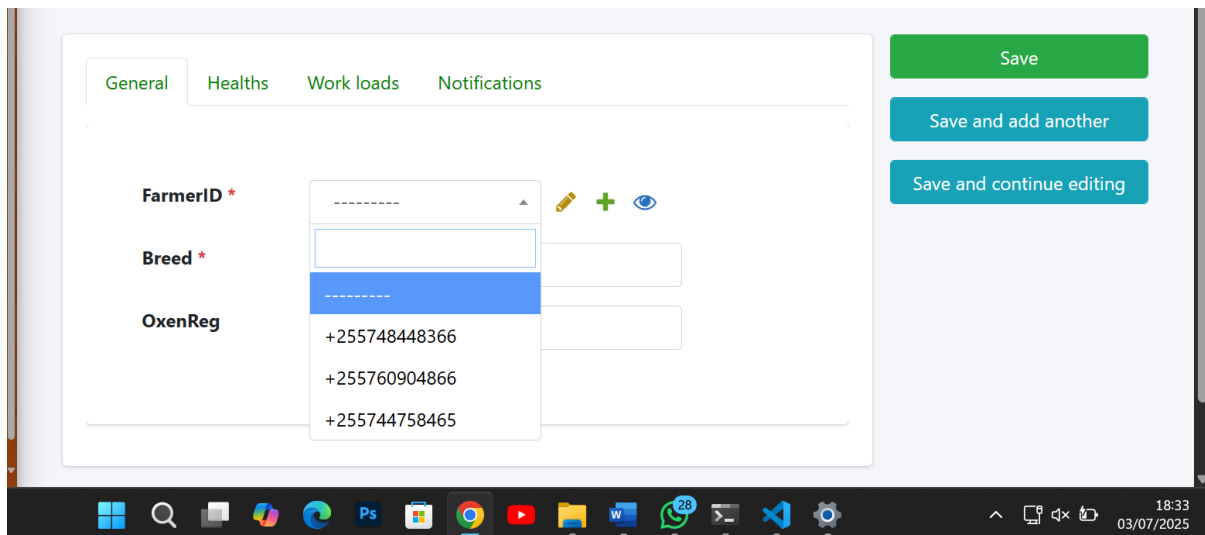 General Healths Work loads Notifications
Save
Save and add another
Save and continue editing
FarmerID *
---------
Breed *
---------
OxenReg
+255748448366
+255760904866
+255744758465
Ps
W
28
18:33
03/07/2025